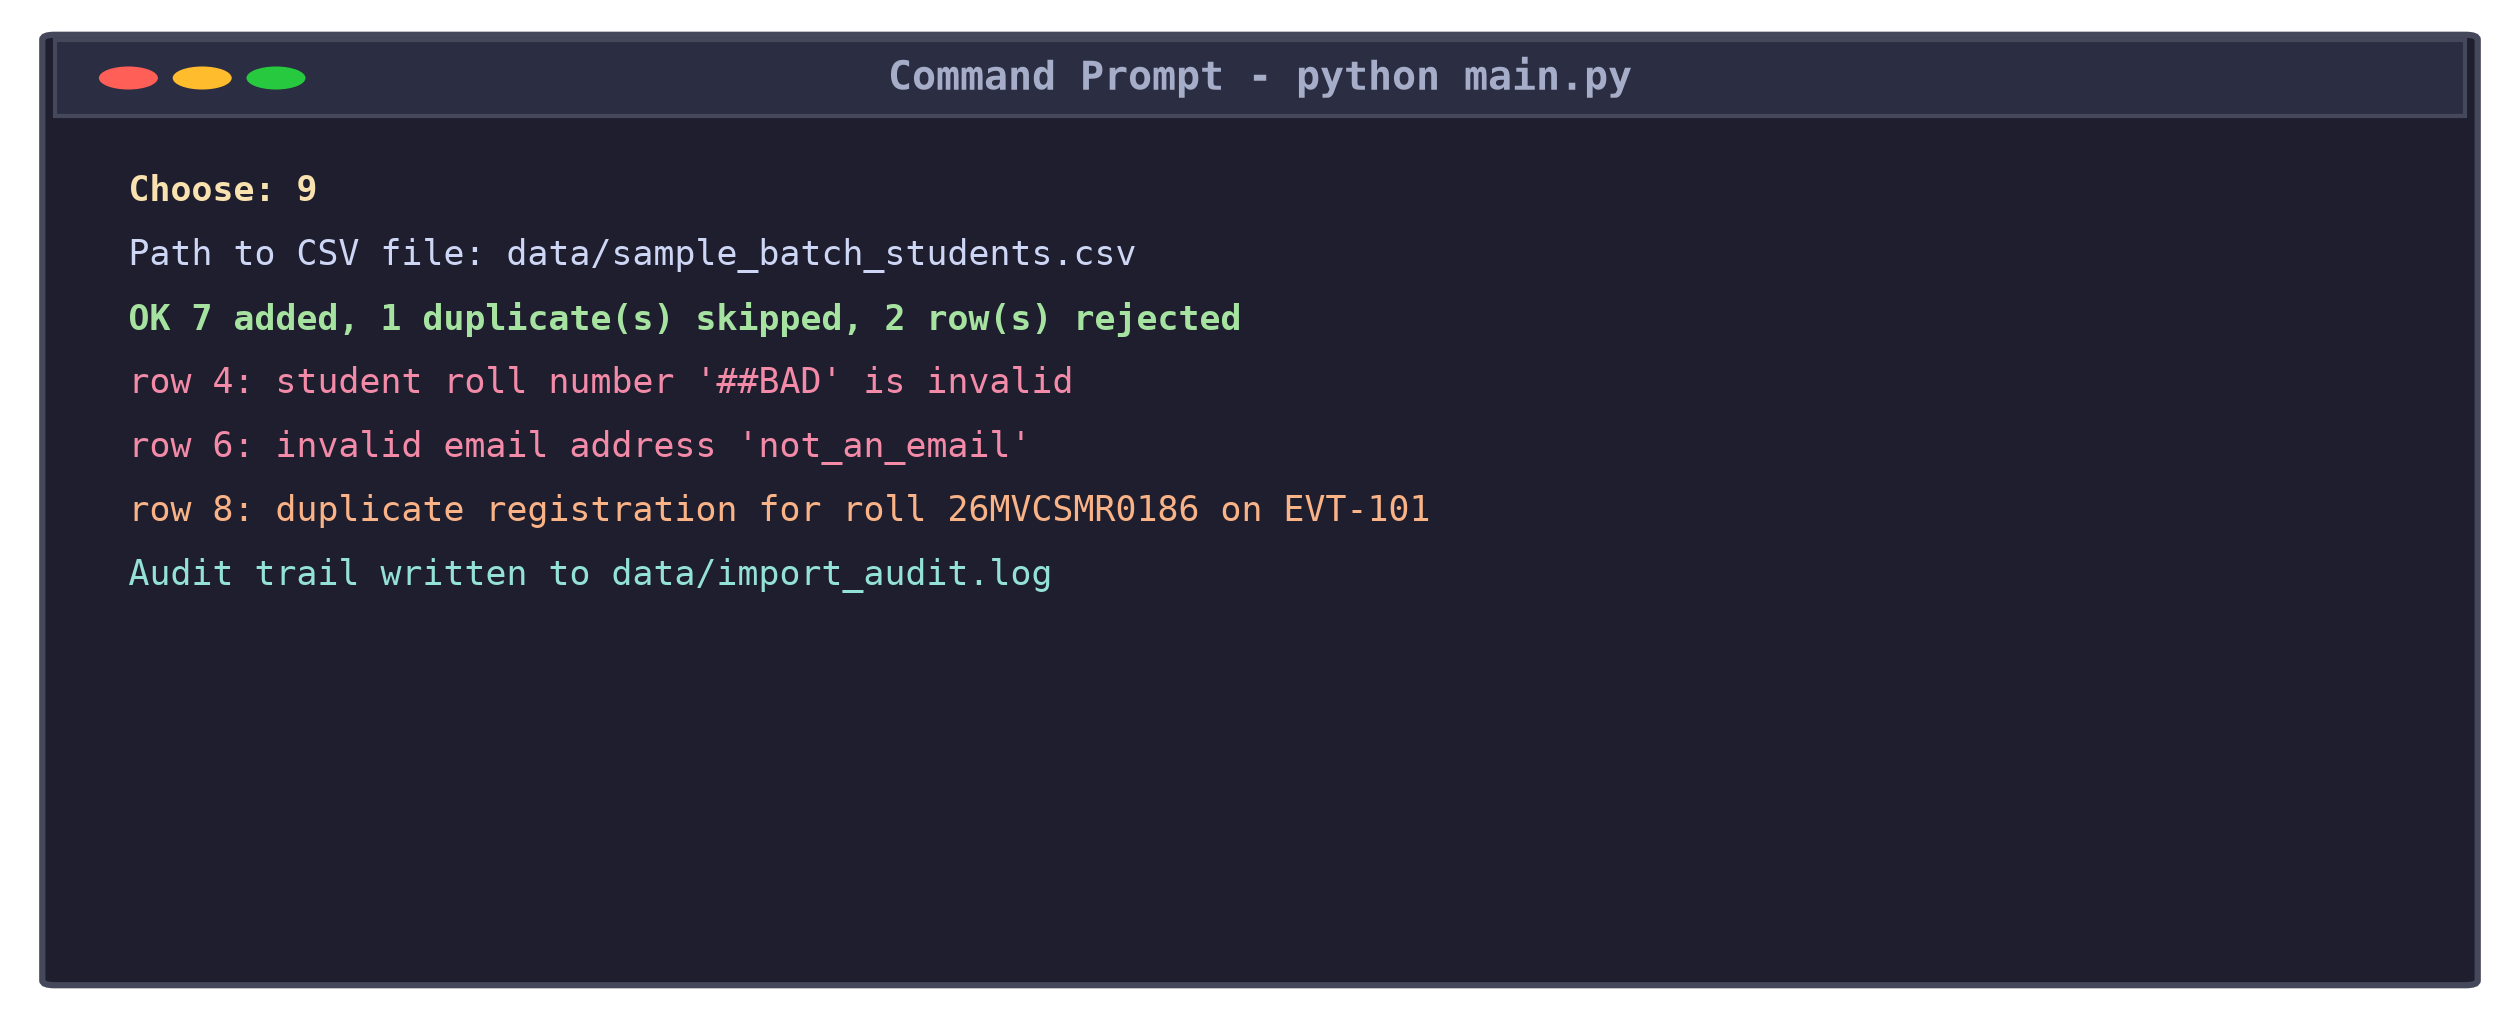 Command Prompt - python main.py
Choose: 9
Path to CSV file: data/sample_batch_students.csv
OK 7 added, 1 duplicate(s) skipped, 2 row(s) rejected
row 4: student roll number '##BAD' is invalid
row 6: invalid email address 'not_an_email'
row 8: duplicate registration for roll 26MVCSMR0186 on EVT-101
Audit trail written to data/import_audit.log